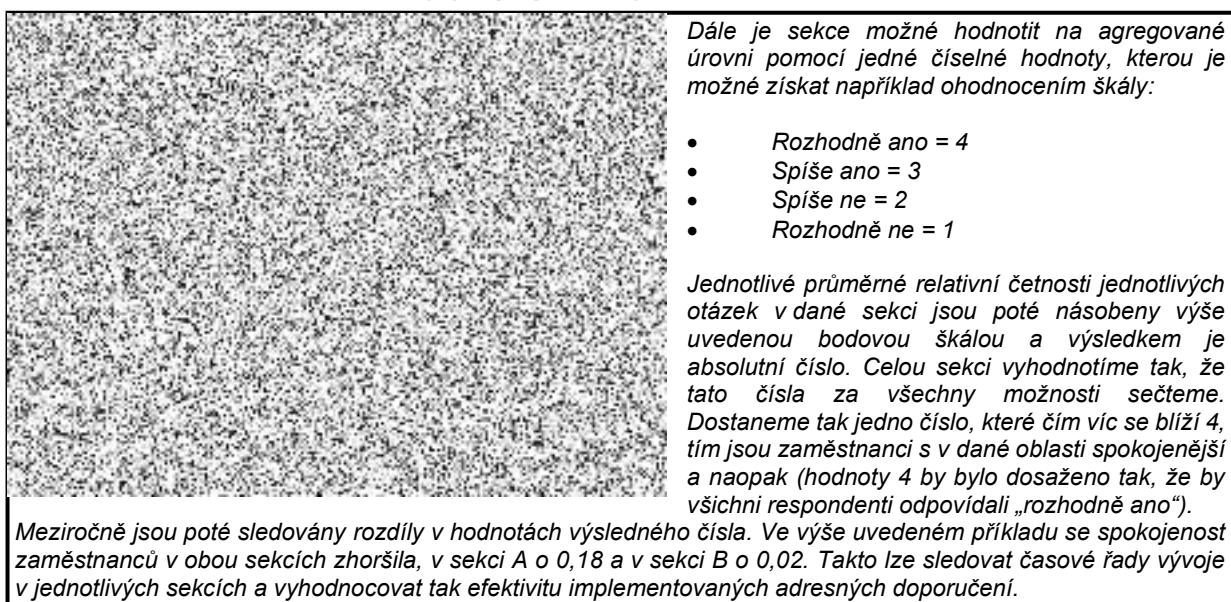 Dále je sekce možné hodnotit na agregované
úrovni pomocí jedné číselné hodnoty, kterou je
možné získat například ohodnocením škály:
• Rozhodně ano = 4
• Spíše ano = 3
• Spíše ne = 2
• Rozhodně ne = 1
Jednotlivé průměrné relativní četnosti jednotlivých
otázek v dané sekci jsou poté násobeny výše
uvedenou bodovou škálou a výsledkem je
absolutní číslo. Celou sekci vyhodnotíme tak, že
tato čísla za všechny možnosti sečteme.
Dostaneme tak jedno číslo, které čím víc se blíží 4,
tím jsou zaměstnanci s v dané oblasti spokojenější
a naopak (hodnoty 4 by bylo dosaženo tak, že by
všichni respondenti odpovídali „rozhodně ano“).
Meziročně jsou poté sledovány rozdíly v hodnotách výsledného čísla. Ve výše uvedeném příkladu se spokojenost
zaměstnanců v obou sekcích zhoršila, v sekci A o 0,18 a v sekci B o 0,02. Takto lze sledovat časové řady vývoje
v jednotlivých sekcích a vyhodnocovat tak efektivitu implementovaných adresných doporučení.